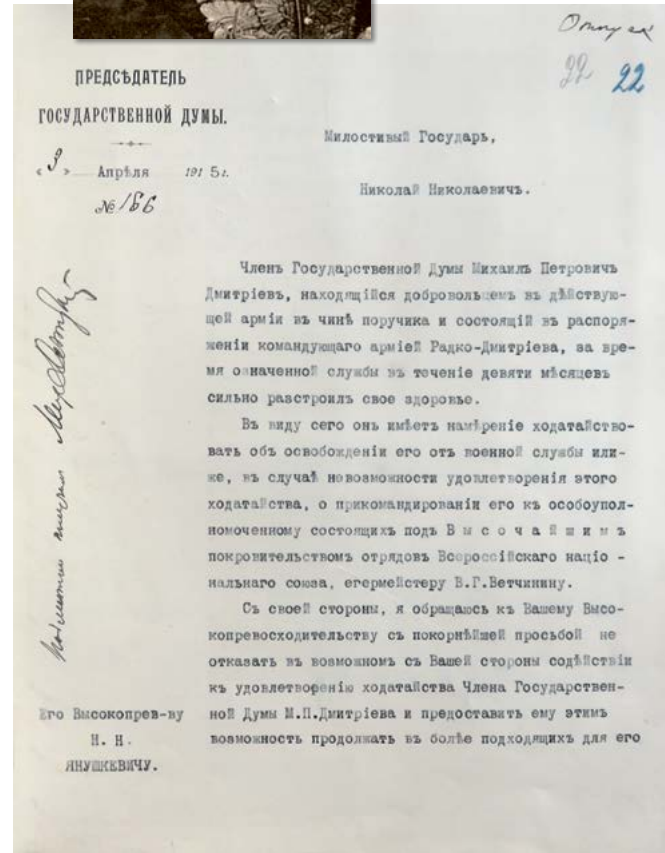 Отпускъ
22 22
ПРЕДСѢДАТЕЛЬ
ГОСУДАРСТВЕННОЙ ДУМЫ.
«3» Апрѣля 1915г.
№ 186
Милостивый Государь,
Николай Николаевичъ.
Членъ Государственной Думы Михаилъ Петровичъ
Дмитріевъ, находящійся добровольцемъ въ дѣйствую-
щей арміи въ чинѣ поручика и состоящій въ распоря-
женіи командующаго арміей Радко-Дмитріева, за вре-
мя означенной службы въ теченіе девяти мѣсяцевъ
сильно разстроилъ свое здоровье.
Въ виду сего онъ имѣетъ намѣреніе ходатайство-
вать объ освобожденіи его отъ военной службы или-
же, въ случаѣ невозможности удовлетворенія этого
ходатайства, о прикомандированіи его къ особоупол-
номоченному состоящихъ подъ В ы с о ч а й ш и м ъ
покровительствомъ отрядовъ Всероссійскаго націо -
нальнаго союза, егермейстеру В.Г.Ветчинину.
Съ своей стороны, я обращаюсь къ Вашему Высо-
копревосходительству съ покорнѣйшей просьбой не
отказать въ возможномъ съ Вашей стороны содѣйствіи
къ удовлетворенію ходатайства Члена Государствен-
ной Думы М.П.Дмитріева и предоставить ему этимъ
возможность продолжать въ болѣе подходящихъ для его
Его Высокопрев-ву
Н. Н.
ЯНУШКЕВИЧУ.